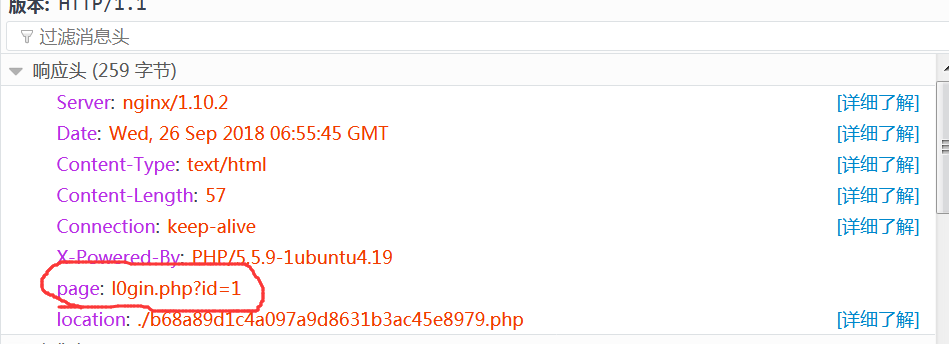 版本: HTTP/1.1
过滤消息头
响应头 (259 字节)
Server: nginx/1.10.2 [详细了解]
Date: Wed, 26 Sep 2018 06:55:45 GMT [详细了解]
Content-Type: text/html [详细了解]
Content-Length: 57 [详细了解]
Connection: keep-alive [详细了解]
X-Powered-By: PHP/5.5.9-1ubuntu4.19
page: l0gin.php?id=1
location: ./b68a89d1c4a097a9d8631b3ac45e8979.php [详细了解]